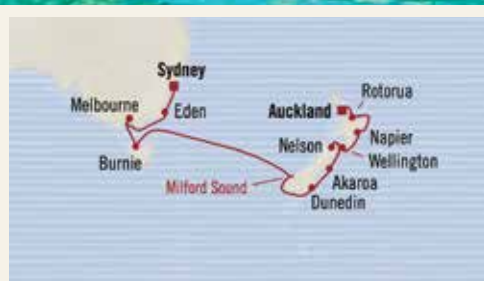 Sydney
Melbourne
Eden
Burnie
Auckland
Rotorua
Napier
Nelson
Wellington
Akaroa
Milford Sound
Dunedin